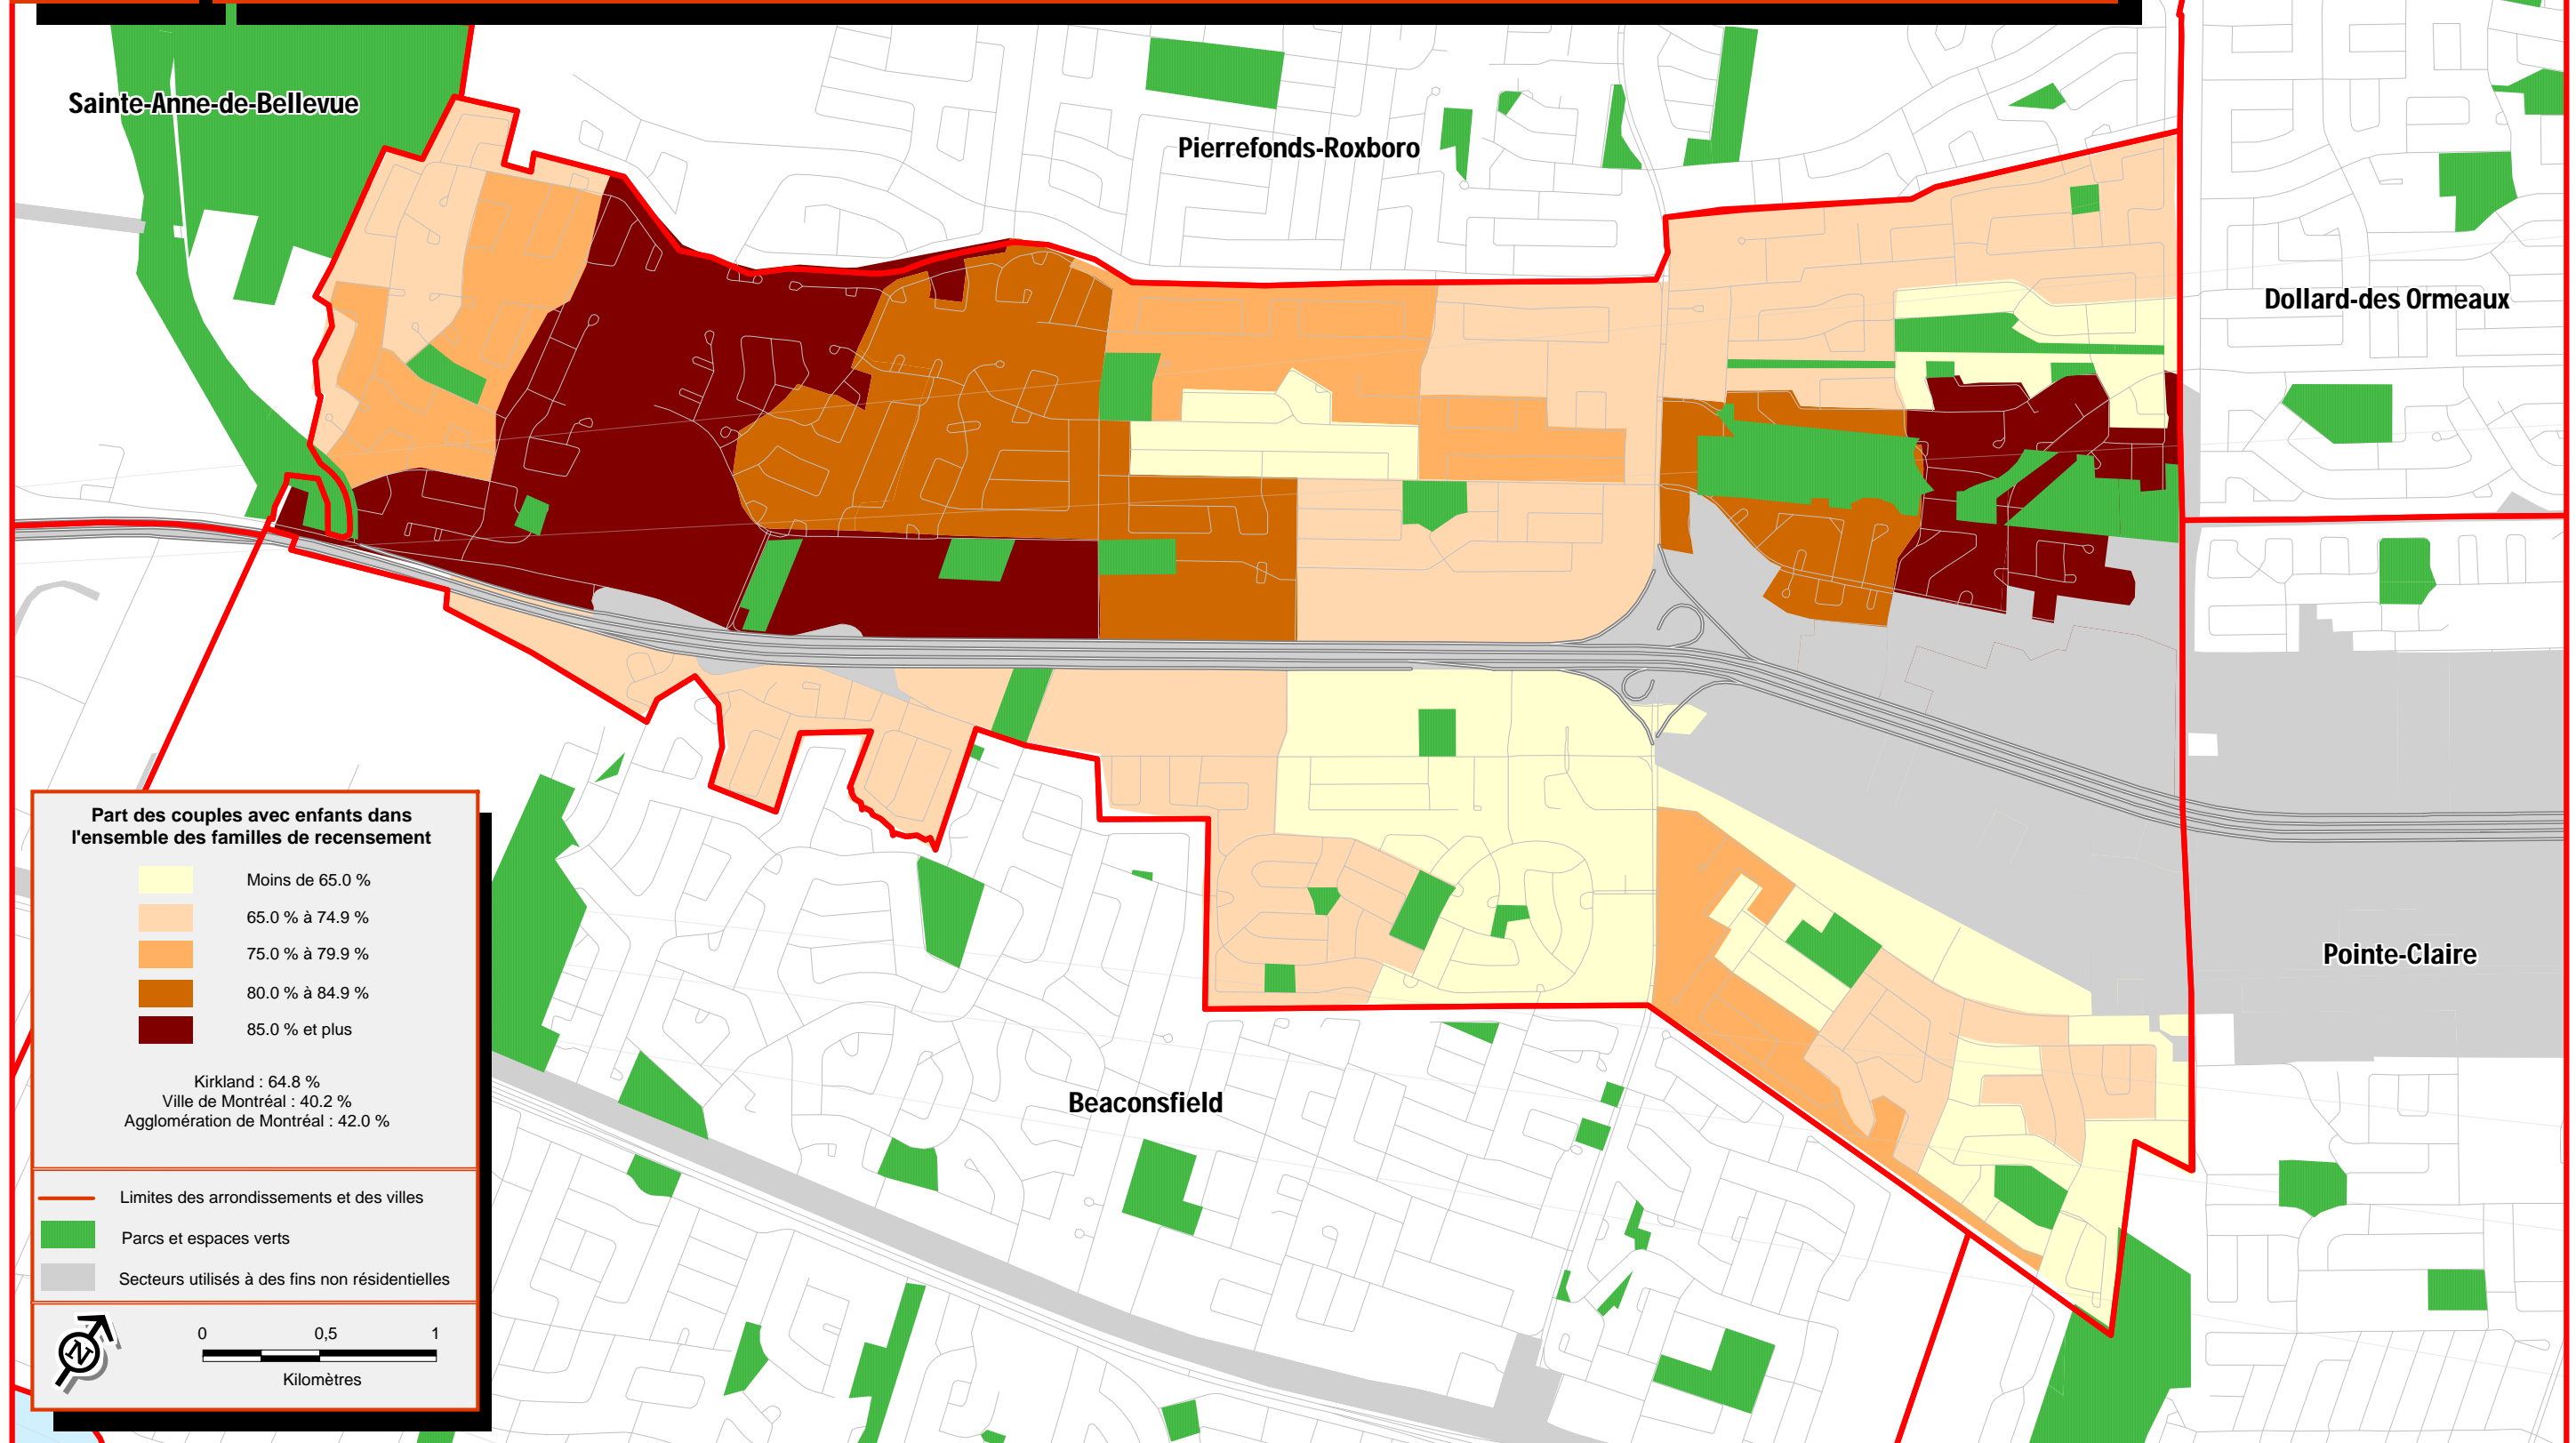 Sainte-Anne-de-Bellevue
Pierrefonds-Roxboro
Dollard-des Ormeaux
Pointe-Claire
Beaconsfield
Part des couples avec enfants dans
l'ensemble des familles de recensement
Moins de 65.0 %
65.0 % à 74.9 %
75.0 % à 79.9 %
80.0 % à 84.9 %
85.0 % et plus
Kirkland : 64.8 %
Ville de Montréal : 40.2 %
Agglomération de Montréal : 42.0 %
Limites des arrondissements et des villes
Parcs et espaces verts
Secteurs utilisés à des fins non résidentielles
N
0 0,5 1
Kilomètres